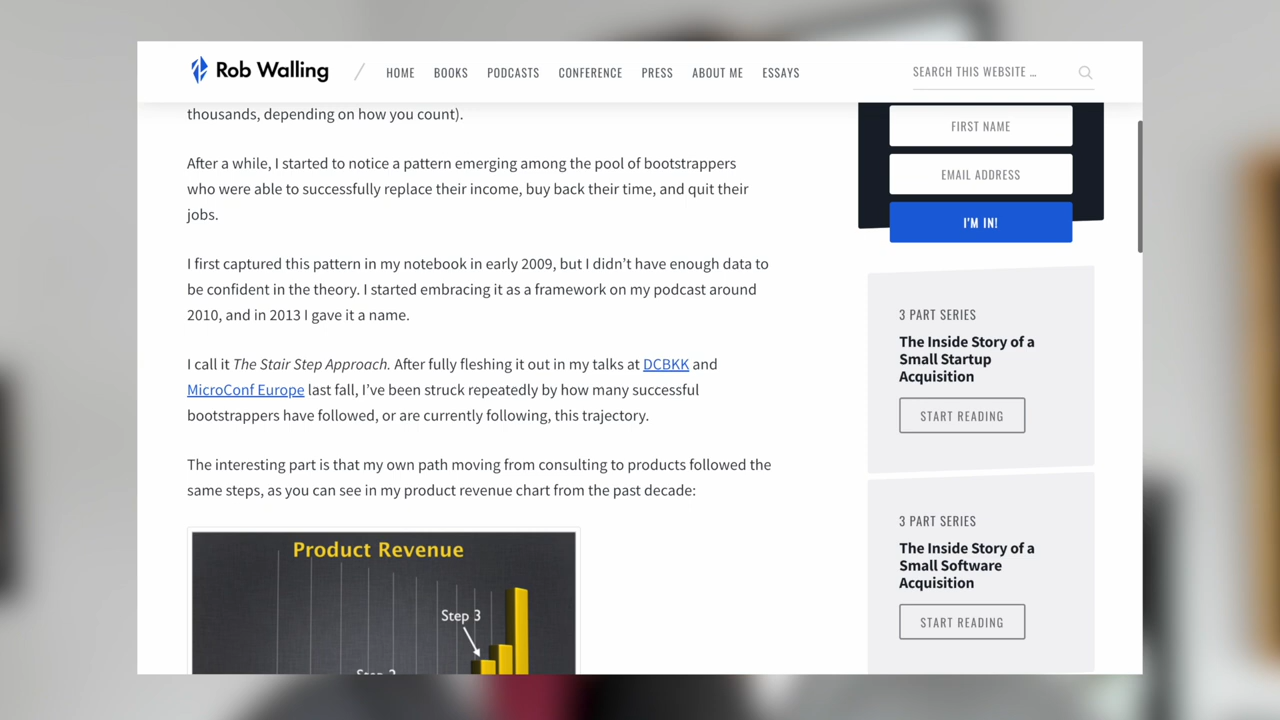 Rob Walling
HOME BOOKS PODCASTS CONFERENCE PRESS ABOUT ME ESSAYS
SEARCH THIS WEBSITE …
thousands, depending on how you count).
After a while, I started to notice a pattern emerging among the pool of bootstrappers
who were able to successfully replace their income, buy back their time, and quit their
jobs.
I first captured this pattern in my notebook in early 2009, but I didn’t have enough data to
be confident in the theory. I started embracing it as a framework on my podcast around
2010, and in 2013 I gave it a name.
I call it The Stair Step Approach. After fully fleshing it out in my talks at DCBKK and
MicroConf Europe last fall, I’ve been struck repeatedly by how many successful
bootstrappers have followed, or are currently following, this trajectory.
The interesting part is that my own path moving from consulting to products followed the
same steps, as you can see in my product revenue chart from the past decade:
Product Revenue
Step 3
FIRST NAME
EMAIL ADDRESS
I’M IN!
3 PART SERIES
The Inside Story of a
Small Startup
Acquisition
START READING
3 PART SERIES
The Inside Story of a
Small Software
Acquisition
START READING